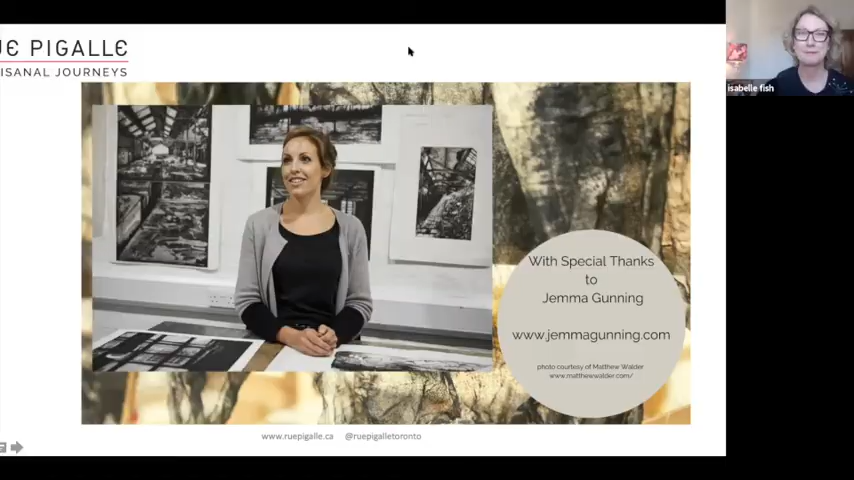 UE PIGALLE
ISANAL JOURNEYS
isabelle fish
With Special Thanks
to
Jemma Gunning
www.jemmagunning.com
photo courtesy of Matthew Walder
www.matthewwalder.com/
www.ruepigalle.ca @ruepigalletoronto